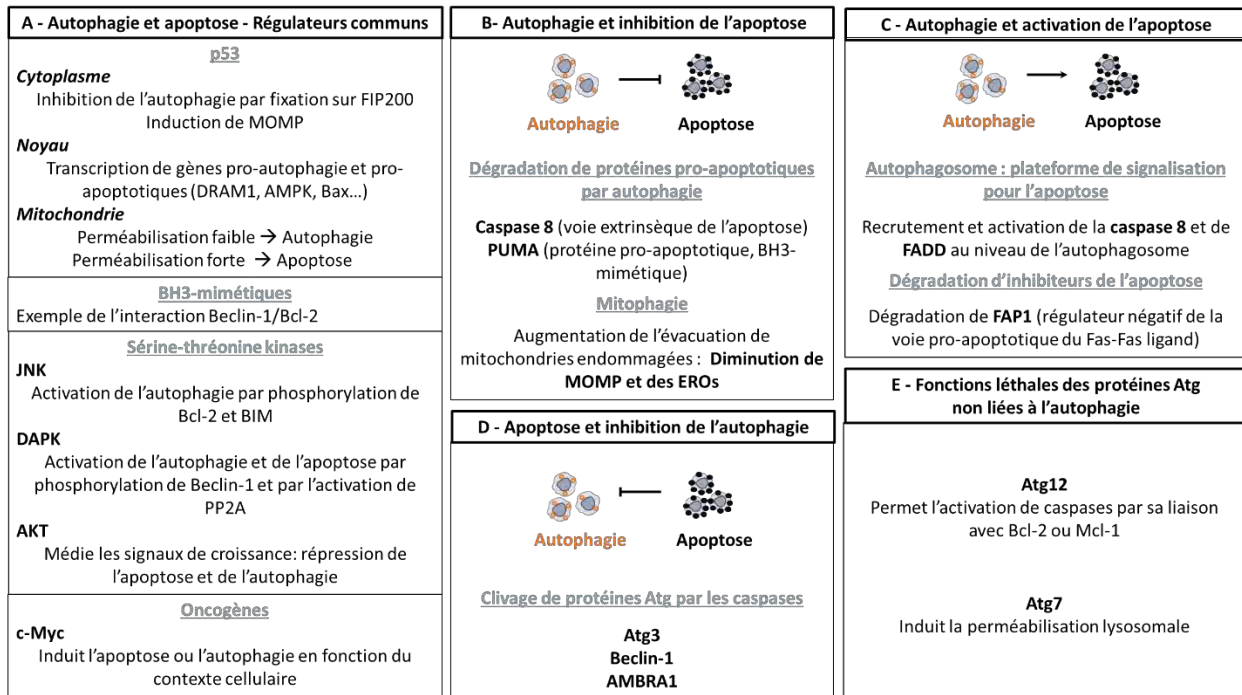 A - Autophagie et apoptose - Régulateurs communs
p53
Cytoplasme
Inhibition de l'autophagie par fixation sur FIP200
Induction de MOMP
Noyau
Transcription de gènes pro-autophagie et pro-
apoptotiques (DRAM1, AMPK, Bax...)
Mitochondrie
Perméabilisation faible → Autophagie
Perméabilisation forte → Apoptose
BH3-mimétiques
Exemple de l'interaction Beclin-1/Bcl-2
Sérine-thréonine kinases
JNK
Activation de l'autophagie par phosphorylation de
Bcl-2 et BIM
DAPK
Activation de l'autophagie et de l'apoptose par
phosphorylation de Beclin-1 et par l'activation de
PP2A
AKT
Médie les signaux de croissance: répression de
l'apoptose et de l'autophagie
Oncogènes
c-Myc
Induit l'apoptose ou l'autophagie en fonction du
contexte cellulaire
B- Autophagie et inhibition de l'apoptose
Autophagie Apoptose
Dégradation de protéines pro-apoptotiques
par autophagie
Caspase 8 (voie extrinsèque de l'apoptose)
PUMA (protéine pro-apoptotique, BH3-
mimétique)
Mitophagie
Augmentation de l'évacuation de
mitochondries endommagées : Diminution de
MOMP et des EROs
C - Autophagie et activation de l'apoptose
Autophagie Apoptose
Autophagosome : plateforme de signalisation
pour l'apoptose
Recrutement et activation de la caspase 8 et de
FADD au niveau de l'autophagosome
Dégradation d'inhibiteurs de l'apoptose
Dégradation de FAP1 (régulateur négatif de la
voie pro-apoptotique du Fas-Fas ligand)
D - Apoptose et inhibition de l'autophagie
Autophagie Apoptose
Clivage de protéines Atg par les caspases
Atg3
Beclin-1
AMBRA1
E - Fonctions léthales des protéines Atg
non liées à l'autophagie
Atg12
Permet l'activation de caspases par sa liaison
avec Bcl-2 ou Mcl-1
Atg7
Induit la perméabilisation lysosomale